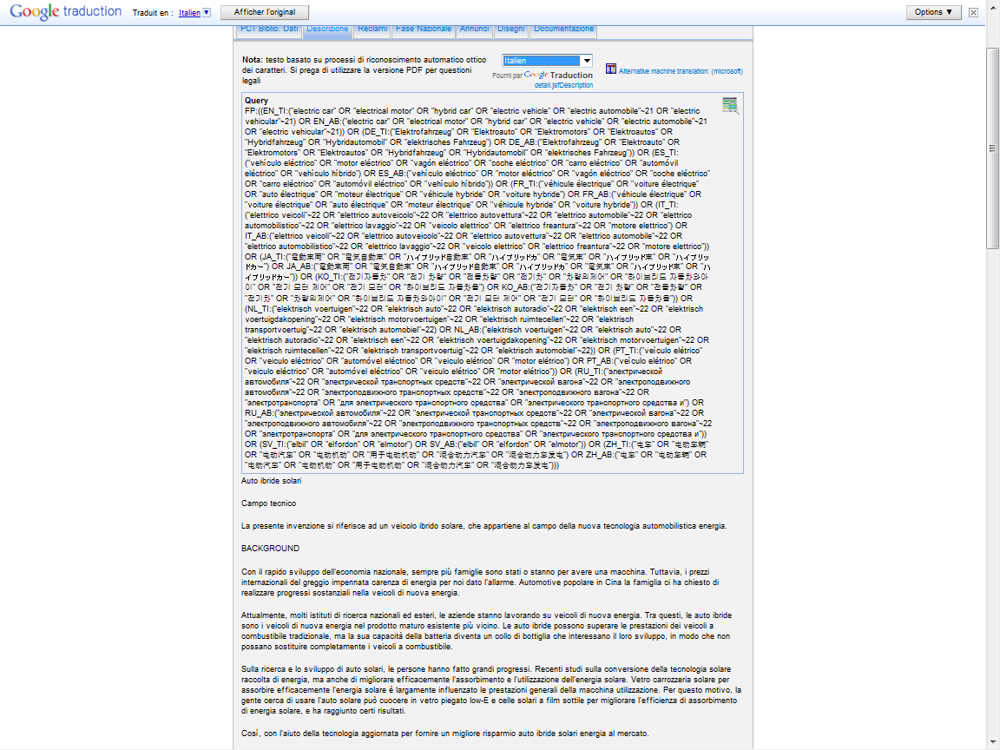 Google traduction Traduit en : Italien ▼ Afficher l'original Options ▼
PCT Biblio. Dati Descrizione Reclami Fase Nazionale Annunci Disegni Documentazione
Nota: testo basato su processi di riconoscimento automatico ottico
dei caratteri. Si prega di utilizzare la versione PDF per questioni
legali
Italien
Fourni par Google Traduction
detail.jsfDescription
Alternative machine translation: (microsoft)
Query
FP:((EN_TI:("electric car" OR "electrical motor" OR "hybrid car" OR "electric vehicle" OR "electric automobile"~21 OR "electric
vehicular"~21) OR EN_AB:("electric car" OR "electrical motor" OR "hybrid car" OR "electric vehicle" OR "electric automobile"~21
OR "electric vehicular"~21)) OR (DE_TI:("Elektrofahrzeug" OR "Elektroauto" OR "Elektromotors" OR "Elektroautos" OR
"Hybridfahrzeug" OR "Hybridautomobil" OR "elektrisches Fahrzeug") OR DE_AB:("Elektrofahrzeug" OR "Elektroauto" OR
"Elektromotors" OR "Elektroautos" OR "Hybridfahrzeug" OR "Hybridautomobil" OR "elektrisches Fahrzeug")) OR (ES_TI:
("vehículo eléctrico" OR "motor eléctrico" OR "vagón eléctrico" OR "coche eléctrico" OR "carro eléctrico" OR "automóvil
eléctrico" OR "vehículo híbrido") OR ES_AB:("vehículo eléctrico" OR "motor eléctrico" OR "vagón eléctrico" OR "coche eléctrico"
OR "carro eléctrico" OR "automóvil eléctrico" OR "vehículo híbrido")) OR (FR_TI:("véhicule électrique" OR "voiture électrique"
OR "auto électrique" OR "moteur électrique" OR "véhicule hybride" OR "voiture hybride") OR FR_AB:("véhicule électrique" OR
"voiture électrique" OR "auto électrique" OR "moteur électrique" OR "véhicule hybride" OR "voiture hybride")) OR (IT_TI:
("elettrico veicoli"~22 OR "elettrico autoveicolo"~22 OR "elettrico autovettura"~22 OR "elettrico automobile"~22 OR "elettrico
automobilistico"~22 OR "elettrico lavaggio"~22 OR "veicolo elettrico" OR "elettrico freantura"~22 OR "motore elettrico") OR
IT_AB:("elettrico veicoli"~22 OR "elettrico autoveicolo"~22 OR "elettrico autovettura"~22 OR "elettrico automobile"~22 OR
"elettrico automobilistico"~22 OR "elettrico lavaggio"~22 OR "veicolo elettrico" OR "elettrico freantura"~22 OR "motore elettrico"))
OR (JA_TI:("電動車両" OR "電気自動車" OR "ハイブリッド自動車" OR "ハイブリッドカ" OR "電気車" OR "ハイブリッド車" OR "ハイブリッ
ドカー") OR JA_AB:("電動車両" OR "電気自動車" OR "ハイブリッド自動車" OR "ハイブリッドカ" OR "電気車" OR "ハイブリッド車" OR "ハ
イブリッドカー")) OR (KO_TI:("전기자동차" OR "전기 차량" OR "전동차량" OR "전기차" OR "차량의제어" OR "하이브리드 자동차와아
이" OR "전기 모터 제어" OR "전기 모터" OR "하이브리드 자동차용") OR KO_AB:("전기자동차" OR "전기 차량" OR "전동차량" OR
"전기차" OR "차량의제어" OR "하이브리드 자동차와아이" OR "전기 모터 제어" OR "전기 모터" OR "하이브리드 자동차용")) OR
(NL_TI:("elektrisch voertuigen"~22 OR "elektrisch auto"~22 OR "elektrisch autoradio"~22 OR "elektrisch een"~22 OR "elektrisch
voertuigdakopening"~22 OR "elektrisch motorvoertuigen"~22 OR "elektrisch ruimtecellen"~22 OR "elektrisch
transportvoertuig"~22 OR "elektrisch automobiel"~22) OR NL_AB:("elektrisch voertuigen"~22 OR "elektrisch auto"~22 OR
"elektrisch autoradio"~22 OR "elektrisch een"~22 OR "elektrisch voertuigdakopening"~22 OR "elektrisch motorvoertuigen"~22 OR
"elektrisch ruimtecellen"~22 OR "elektrisch transportvoertuig"~22 OR "elektrisch automobiel"~22)) OR (PT_TI:("veìculo elétrico"
OR "veiculo eléctrico" OR "automóvel eléctrico" OR "veiculo elétrico" OR "motor elétrico") OR PT_AB:("veìculo elétrico" OR
"veiculo eléctrico" OR "automóvel eléctrico" OR "veiculo elétrico" OR "motor elétrico")) OR (RU_TI:("электрической
автомобиля"~22 OR "электрической транспортных средств"~22 OR "электрической вагона"~22 OR "электроподвижного
автомобиля"~22 OR "электроподвижного транспортных средств"~22 OR "электроподвижного вагона"~22 OR
"электротранспорта" OR "для электрического транспортного средства" OR "электрического транспортного средства и") OR
RU_AB:("электрической автомобиля"~22 OR "электрической транспортных средств"~22 OR "электрической вагона"~22 OR
"электроподвижного автомобиля"~22 OR "электроподвижного транспортных средств"~22 OR "электроподвижного вагона"~22
OR "электротранспорта" OR "для электрического транспортного средства" OR "электрического транспортного средства и"))
OR (SV_TI:("elbil" OR "elfordon" OR "elmotor") OR SV_AB:("elbil" OR "elfordon" OR "elmotor")) OR (ZH_TI:("电车" OR "电动车辆"
OR "电动汽车" OR "电动机动" OR "用于电动机动" OR "混合动力汽车" OR "混合动力车发电") OR ZH_AB:("电车" OR "电动车辆" OR
"电动汽车" OR "电动机动" OR "用于电动机动" OR "混合动力汽车" OR "混合动力车发电")))
Auto ibride solari
Campo tecnico
La presente invenzione si riferisce ad un veicolo ibrido solare, che appartiene al campo della nuova tecnologia automobilistica energia.
BACKGROUND
Con il rapido sviluppo dell'economia nazionale, sempre più famiglie sono stati o stanno per avere una macchina. Tuttavia, i prezzi
internazionali del greggio impennata carenza di energia per noi dato l'allarme. Automotive popolare in Cina la famiglia ci ha chiesto di
realizzare progressi sostanziali nella veicoli di nuova energia.
Attualmente, molti istituti di ricerca nazionali ed esteri, le aziende stanno lavorando su veicoli di nuova energia. Tra questi, le auto ibride
sono i veicoli di nuova energia nel prodotto maturo esistente più vicino. Le auto ibride possono superare le prestazioni dei veicoli a
combustibile tradizionale, ma la sua capacità della batteria diventa un collo di bottiglia che interessano il loro sviluppo, in modo che non
possano sostituire completamente i veicoli a combustibile.
Sulla ricerca e lo sviluppo di auto solari, le persone hanno fatto grandi progressi. Recenti studi sulla conversione della tecnologia solare
raccolta di energia, ma anche di migliorare efficacemente l'assorbimento e l'utilizzazione dell'energia solare. Vetro carrozzeria solare per
assorbire efficacemente l'energia solare è largamente influenzato le prestazioni generali della macchina utilizzazione. Per questo motivo, la
gente cerca di usare l'auto solare può cuocere in vetro piegato low-E e celle solari a film sottile per migliorare l'efficienza di assorbimento
di energia solare, e ha raggiunto certi risultati.
Così, con l'aiuto della tecnologia aggiornata per fornire un migliore risparmio auto ibride solari energia al mercato.